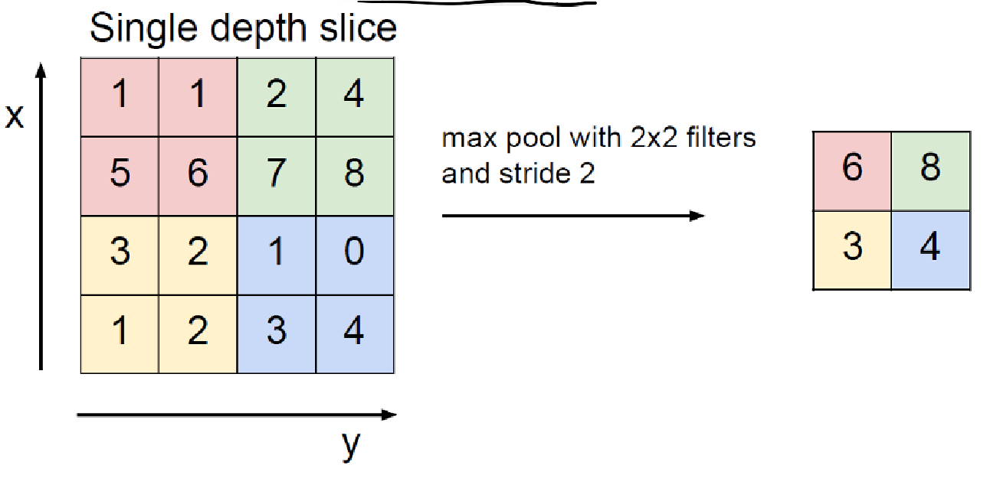 Single depth slice
x
1 1 2 4
5 6 7 8
3 2 1 0
1 2 3 4
y
max pool with 2x2 filters
and stride 2
6 8
3 4